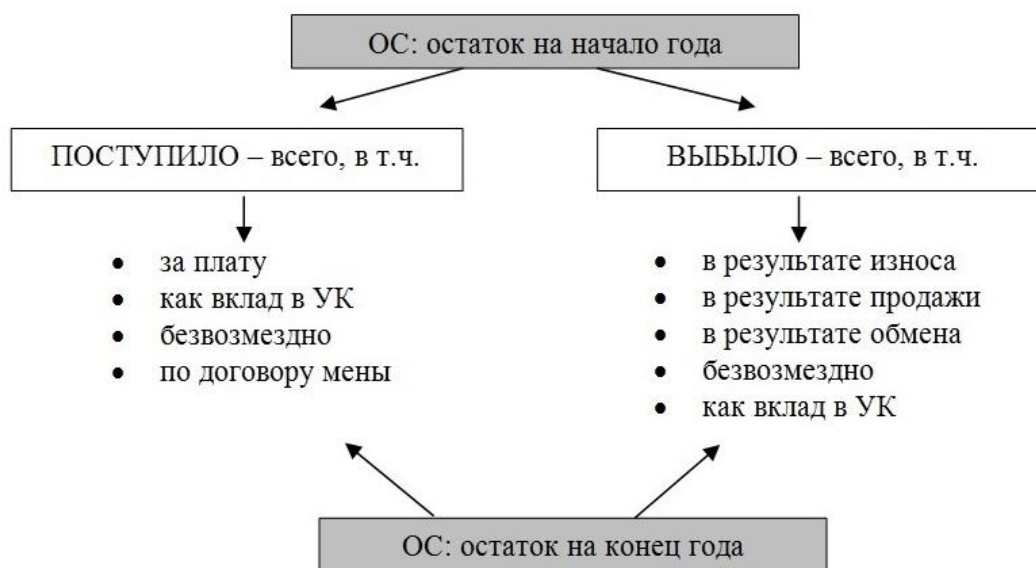 ОС: остаток на начало года
ПОСТУПИЛО – всего, в т.ч.
• за плату
• как вклад в УК
• безвозмездно
• по договору мены
ВЫБЫЛО – всего, в т.ч.
• в результате износа
• в результате продажи
• в результате обмена
• безвозмездно
• как вклад в УК
ОС: остаток на конец года